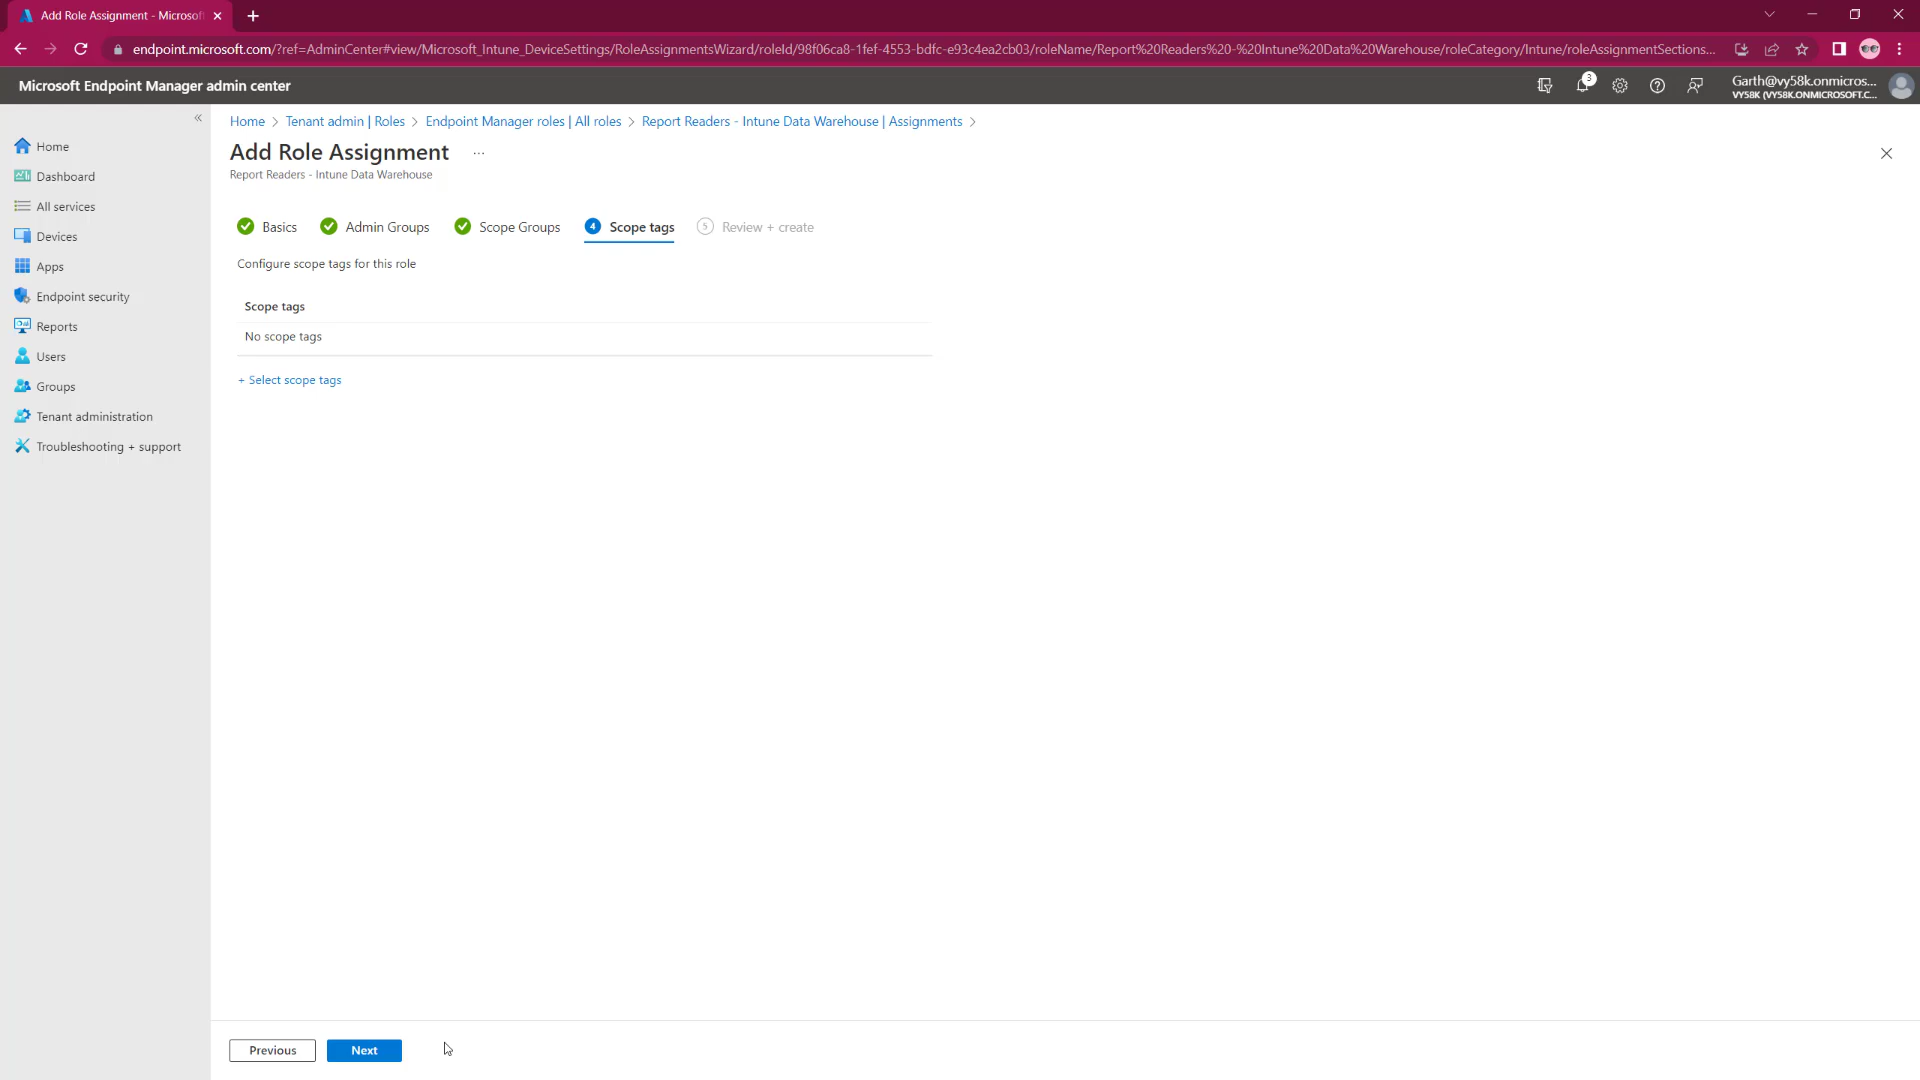 Add Role Assignment - Microsof
endpoint.microsoft.com/?ref=AdminCenter#view/Microsoft_Intune_DeviceSettings/RoleAssignmentsWizard/roleId/98f06ca8-1fef-4553-bdfc-e93c4ea2cb03/roleName/Report%20Readers%20-%20Intune%20Data%20Warehouse/roleCategory/Intune/roleAssignmentSections...
Microsoft Endpoint Manager admin center
3
Garth@vy58k.onmicros...
VY58K (VY58K.ONMICROSOFT.C...
«
Home
Dashboard
All services
Devices
Apps
Endpoint security
Reports
Users
Groups
Tenant administration
Troubleshooting + support
Home > Tenant admin | Roles > Endpoint Manager roles | All roles > Report Readers - Intune Data Warehouse | Assignments >
Add Role Assignment ...
Report Readers - Intune Data Warehouse
Basics Admin Groups Scope Groups 4 Scope tags 5 Review + create
Configure scope tags for this role
Scope tags
No scope tags
+ Select scope tags
Previous Next